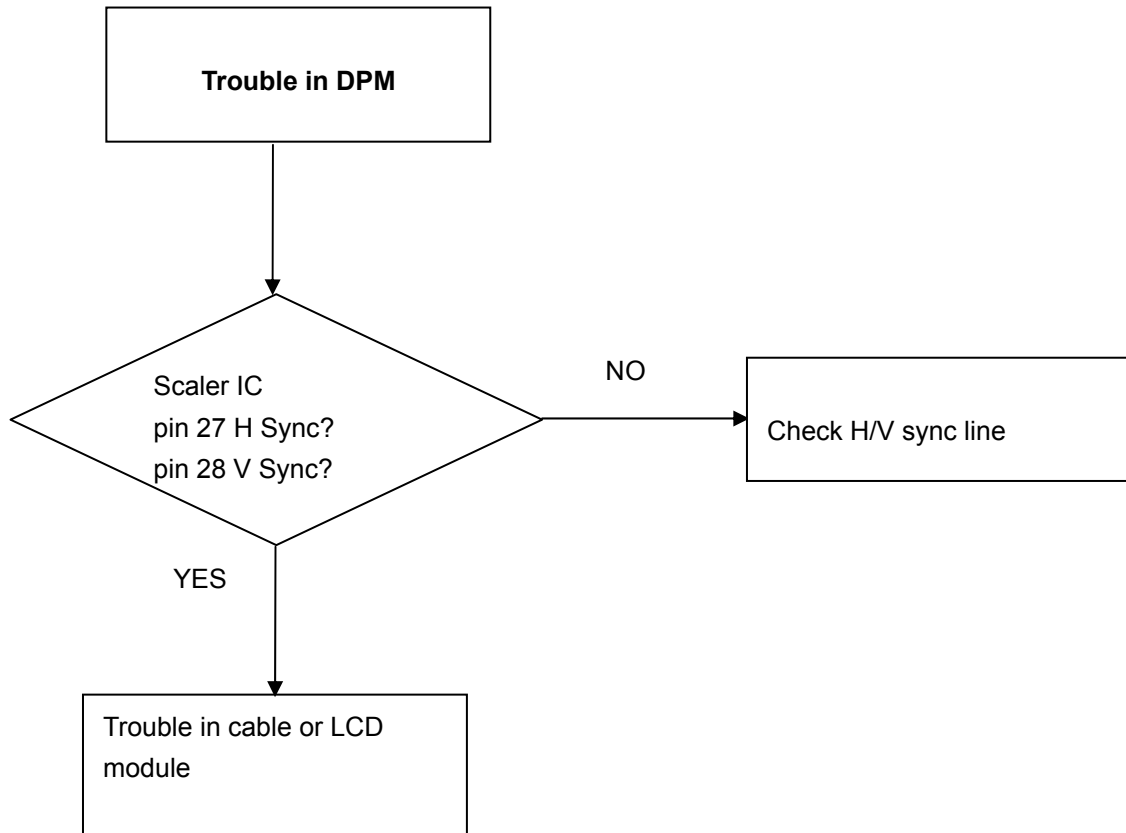 Trouble in DPM
Scaler IC
pin 27 H Sync?
pin 28 V Sync?
NO
Check H/V sync line
YES
Trouble in cable or LCD
module